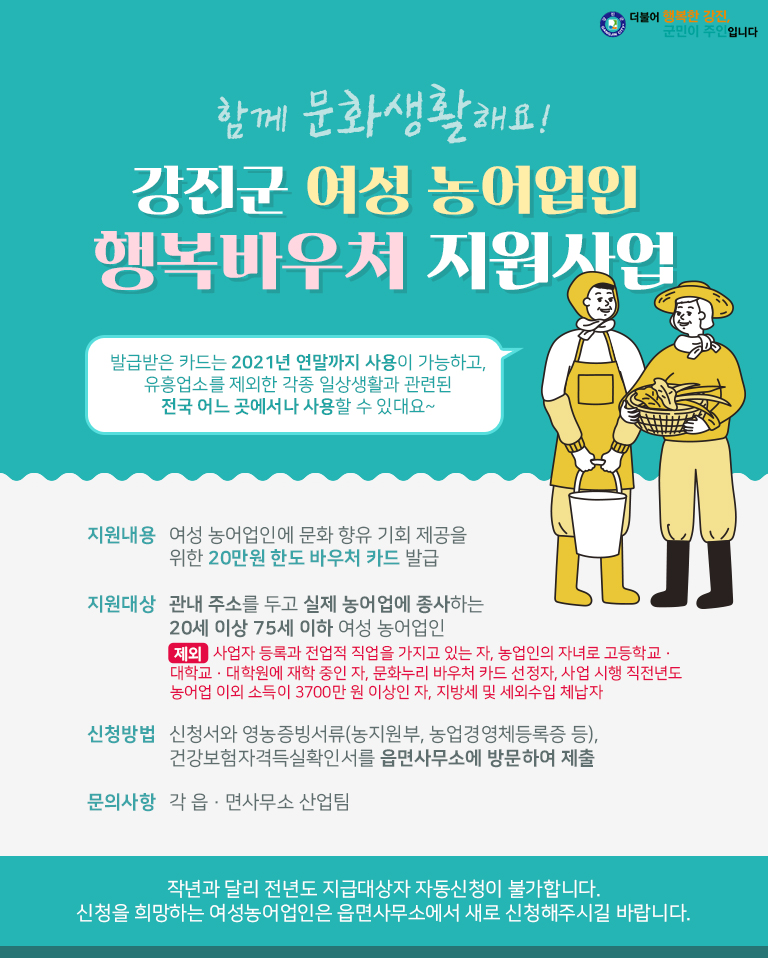 더불어 행복한 강진,
군민이 주인입니다
함께 문화생활해요!
강진군 여성 농어업인
행복바우처 지원사업
발급받은 카드는 2021년 연말까지 사용이 가능하고,
유흥업소를 제외한 각종 일상생활과 관련된
전국 어느 곳에서나 사용할 수 있대요~
지원내용 여성 농어업인에 문화 향유 기회 제공을
위한 20만원 한도 바우처 카드 발급
지원대상 관내 주소를 두고 실제 농어업에 종사하는
20세 이상 75세 이하 여성 농어업인
제외 사업자 등록과 전업적 직업을 가지고 있는 자, 농업인의 자녀로 고등학교 ·
대학교 · 대학원에 재학 중인 자, 문화누리 바우처 카드 선정자, 사업 시행 직전년도
농어업 이외 소득이 3700만 원 이상인 자, 지방세 및 세외수입 체납자
신청방법 신청서와 영농증빙서류(농지원부, 농업경영체등록증 등),
건강보험자격득실확인서를 읍면사무소에 방문하여 제출
문의사항 각 읍 · 면사무소 산업팀
작년과 달리 전년도 지급대상자 자동신청이 불가합니다.
신청을 희망하는 여성농어업인은 읍면사무소에서 새로 신청해주시길 바랍니다.